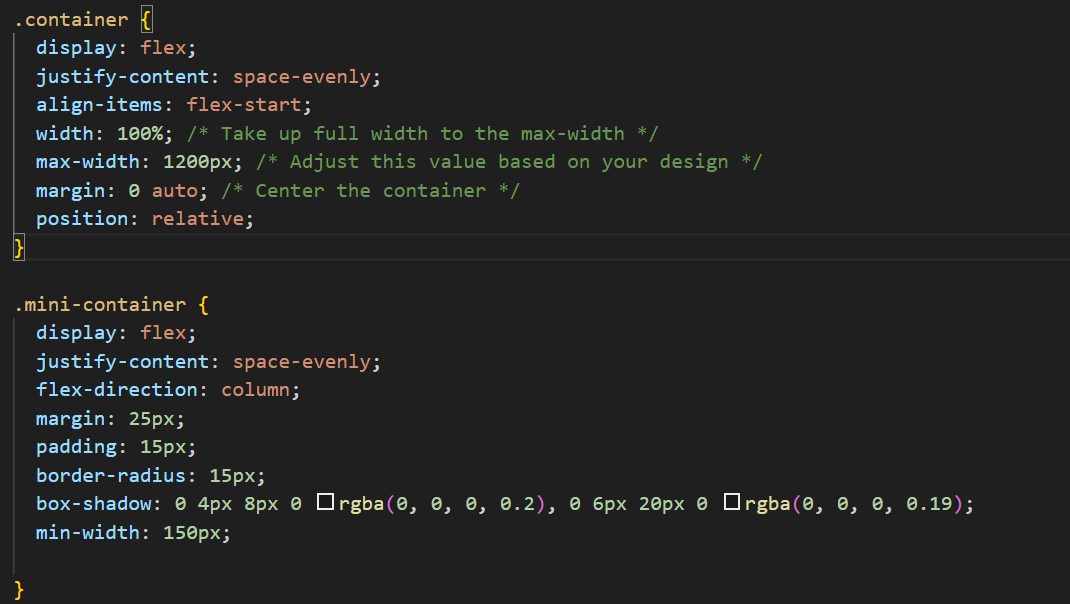 .container {
display: flex;
justify-content: space-evenly;
align-items: flex-start;
width: 100%; /* Take up full width to the max-width */
max-width: 1200px; /* Adjust this value based on your design */
margin: 0 auto; /* Center the container */
position: relative;
}
.mini-container {
display: flex;
justify-content: space-evenly;
flex-direction: column;
margin: 25px;
padding: 15px;
border-radius: 15px;
box-shadow: 0 4px 8px 0 rgba(0, 0, 0, 0.2), 0 6px 20px 0 rgba(0, 0, 0, 0.19);
min-width: 150px;
}